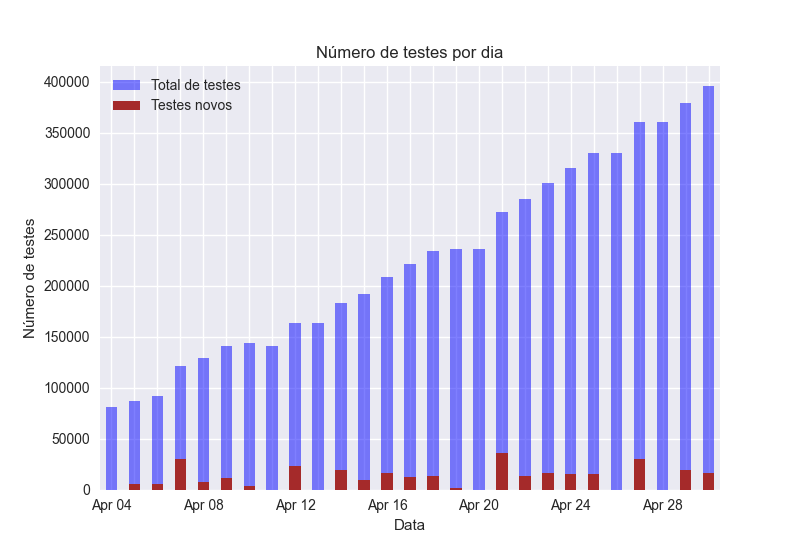 Número de testes por dia
Total de testes
Testes novos
400000
350000
300000
250000
200000
150000
100000
50000
0
Número de testes
Apr 04 Apr 08 Apr 12 Apr 16 Apr 20 Apr 24 Apr 28
Data